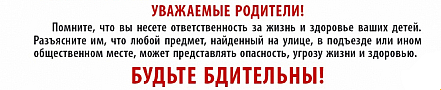 УВАЖАЕМЫЕ РОДИТЕЛИ!
Помните, что вы несете ответственность за жизнь и здоровье ваших детей.
Разъясните им, что любой предмет, найденный на улице, в подъезде или ином
общественном месте, может представлять опасность, угрозу жизни и здоровью.
БУДЬТЕ БДИТЕЛЬНЫ!